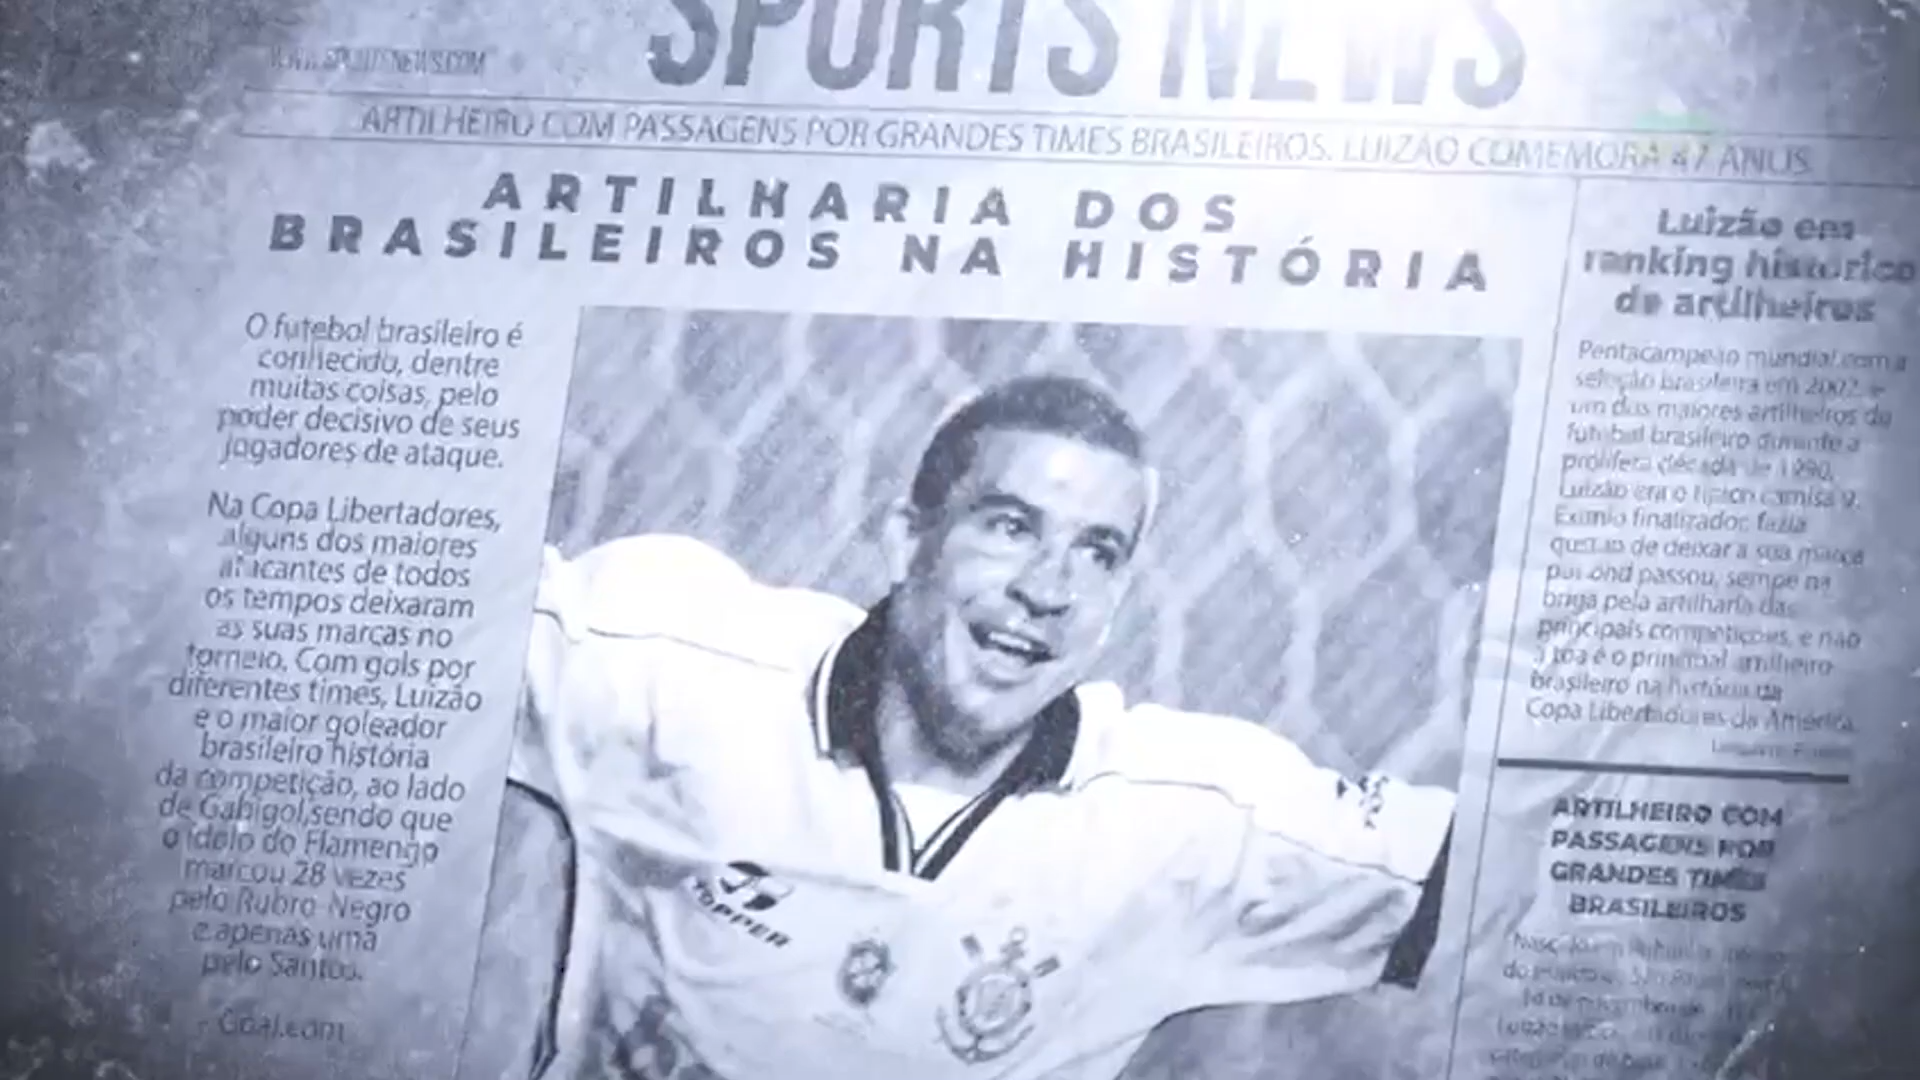 SPORTS NEWS
WWW.SPORTSNEWS.COM
ARTILHEIRO COM PASSAGENS POR GRANDES TIMES BRASILEIROS. LUIZÃO COMEMORA 47 ANOS
ARTILHARIA DOS
BRASILEIROS NA HISTÓRIA
O futebol brasileiro é
conhecido, dentre
muitas coisas, pelo
poder decisivo de seus
jogadores de ataque.
Na Copa Libertadores,
alguns dos maiores
atacantes de todos
os tempos deixaram
as suas marcas no
torneio. Com gols por
diferentes times, Luizão
e o maior goleador
brasileiro história
da competição, ao lado
de Gabigol,sendo que
o ídolo do Flamengo
marcou 28 vezes
pelo Rubro-Negro
e apenas uma
pelo Santos.
- Goal.com
TOPPER
Luizão em
ranking histórico
de artilheiros
Pentacampeão mundial com a
seleção brasileira em 2002, e
um dos maiores artilheiros do
futebol brasileiro durante a
prolífera década de 1990,
Luizão era o típico camisa 9.
Exímio finalizador, fazia
questão de deixar a sua marca
por ond passou, sempe na
briga pela artilharia das
principais competições, e não
à toa é o principal artilheiro
brasileiro na história da
Copa Libertadores da América.
ARTILHEIRO COM
PASSAGENS POR
GRANDES TIMES
BRASILEIROS